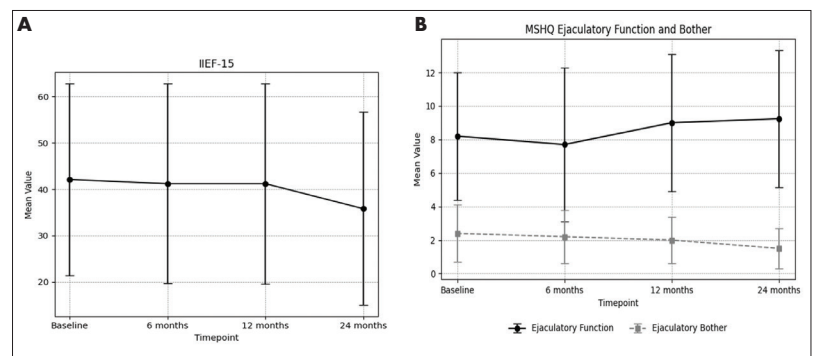 A
IIEF-15
Mean Value
60
50
40
30
20
Baseline
6 months
12 months
24 months
Timepoint
B
MSHQ Ejaculatory Function and Bother
Mean Value
12
10
8
6
4
2
0
Baseline
6 months
12 months
24 months
Timepoint
Ejaculatory Function
Ejaculatory Bother